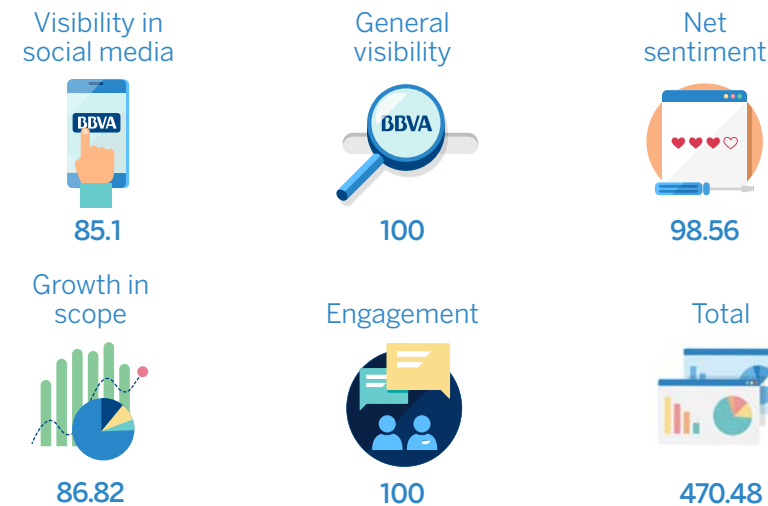 Visibility in
social media
BBVA
85.1
General
visibility
BBVA
100
Net
sentiment
98.56
Growth in
scope
86.82
Engagement
100
Total
470.48